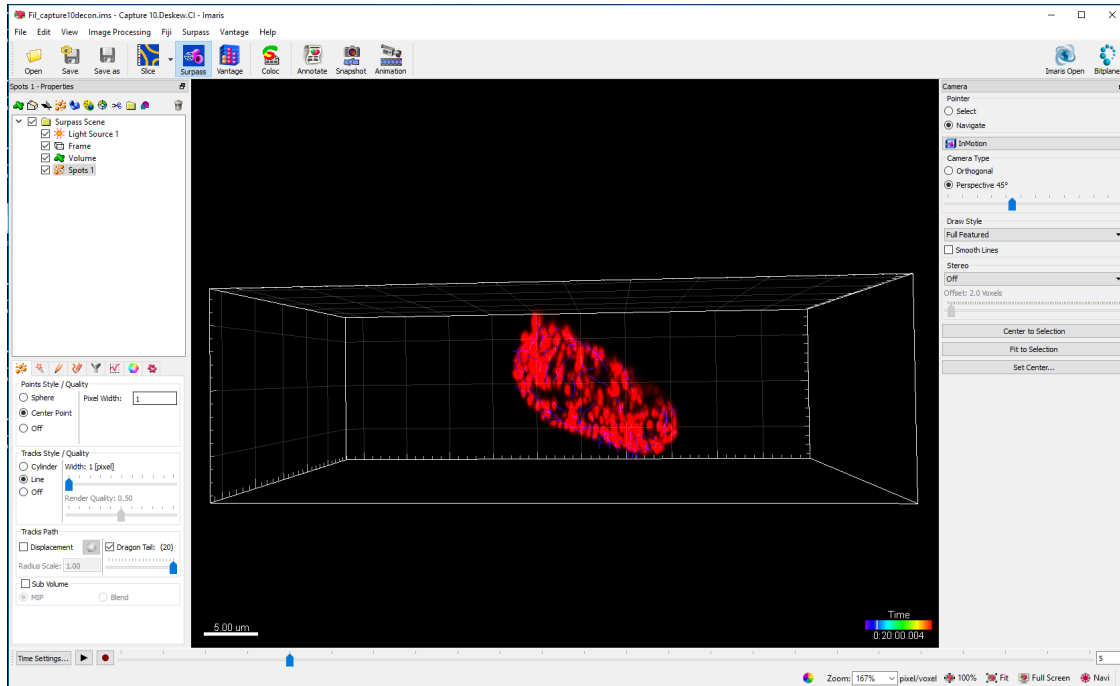 Fil_capture10decon.ims - Capture 10.Deskew.CI - Imaris
File Edit View Image Processing Fiji Surpass Vantage Help
Open Save Save as Slice Surpass Vantage Coloc Annotate Snapshot Animation Imaris Open Bitplane
Spots 1 - Properties
Surpass Scene
Light Source 1
Frame
Volume
Spots 1
Points Style / Quality
Sphere Pixel Width: 1
Center Point
Off
Tracks Style / Quality
Cylinder Width: 1 [pixel]
Line
Off Render Quality: 0.50
Tracks Path
Displacement Dragon Tail: (20)
Radius Scale: 1.00
Sub Volume
MIP Blend
5.00 um
Time
0:20:00.004
Camera
Pointer
Select
Navigate
InMotion
Camera Type
Orthogonal
Perspective 45°
Draw Style
Full Featured
Smooth Lines
Stereo
Off
Offset: 2.0 Voxels
Center to Selection
Fit to Selection
Set Center...
Time Settings... 5
Zoom: 167% pixel/voxel 100% Fit Full Screen Navi